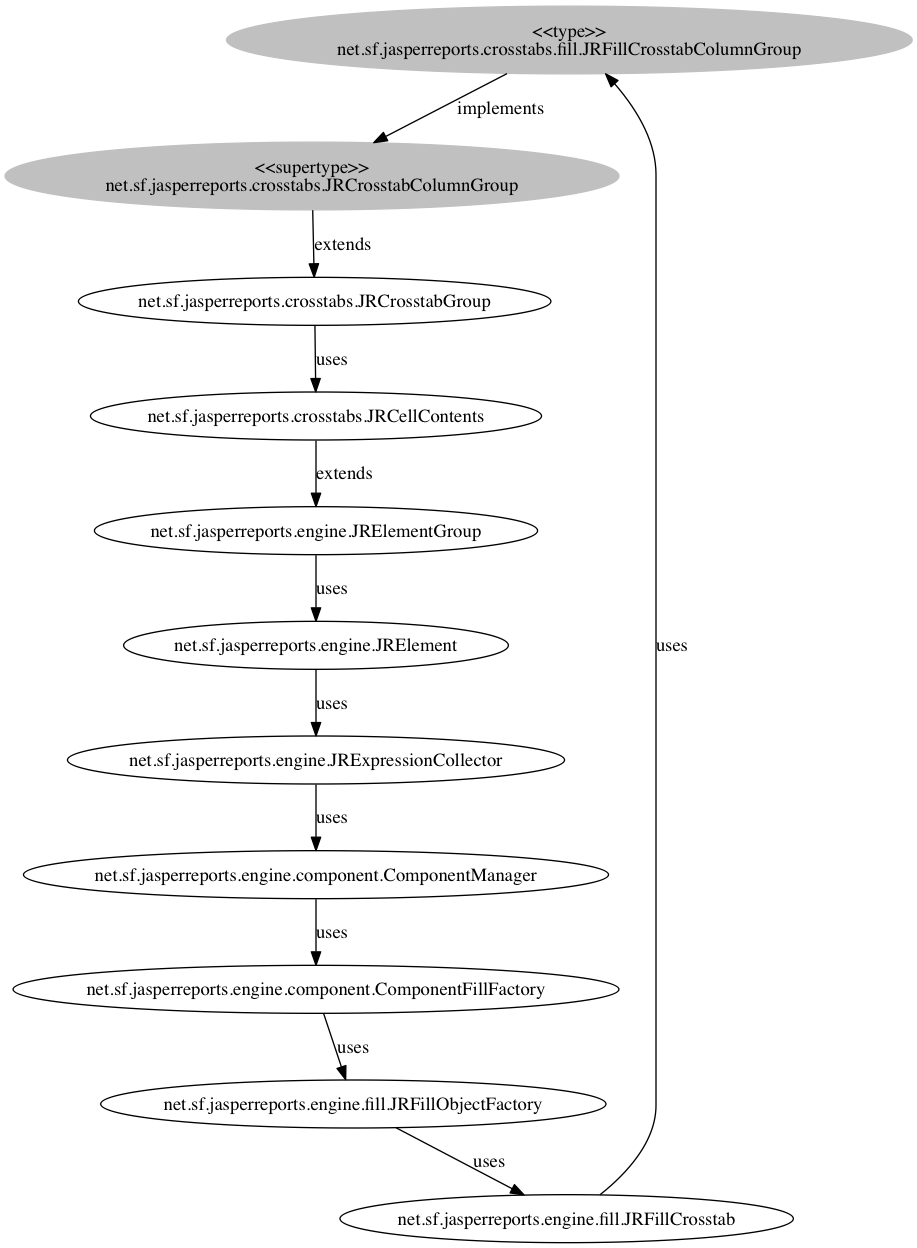 <<type>>
net.sf.jasperreports.crosstabs.fill.JRFillCrosstabColumnGroup
implements
<<supertype>>
net.sf.jasperreports.crosstabs.JRCrosstabColumnGroup
extends
net.sf.jasperreports.crosstabs.JRCrosstabGroup
uses
net.sf.jasperreports.crosstabs.JRCellContents
extends
net.sf.jasperreports.engine.JRElementGroup
uses
net.sf.jasperreports.engine.JRElement
uses
uses
net.sf.jasperreports.engine.JRExpressionCollector
uses
net.sf.jasperreports.engine.component.ComponentManager
uses
net.sf.jasperreports.engine.component.ComponentFillFactory
uses
net.sf.jasperreports.engine.fill.JRFillObjectFactory
uses
net.sf.jasperreports.engine.fill.JRFillCrosstab